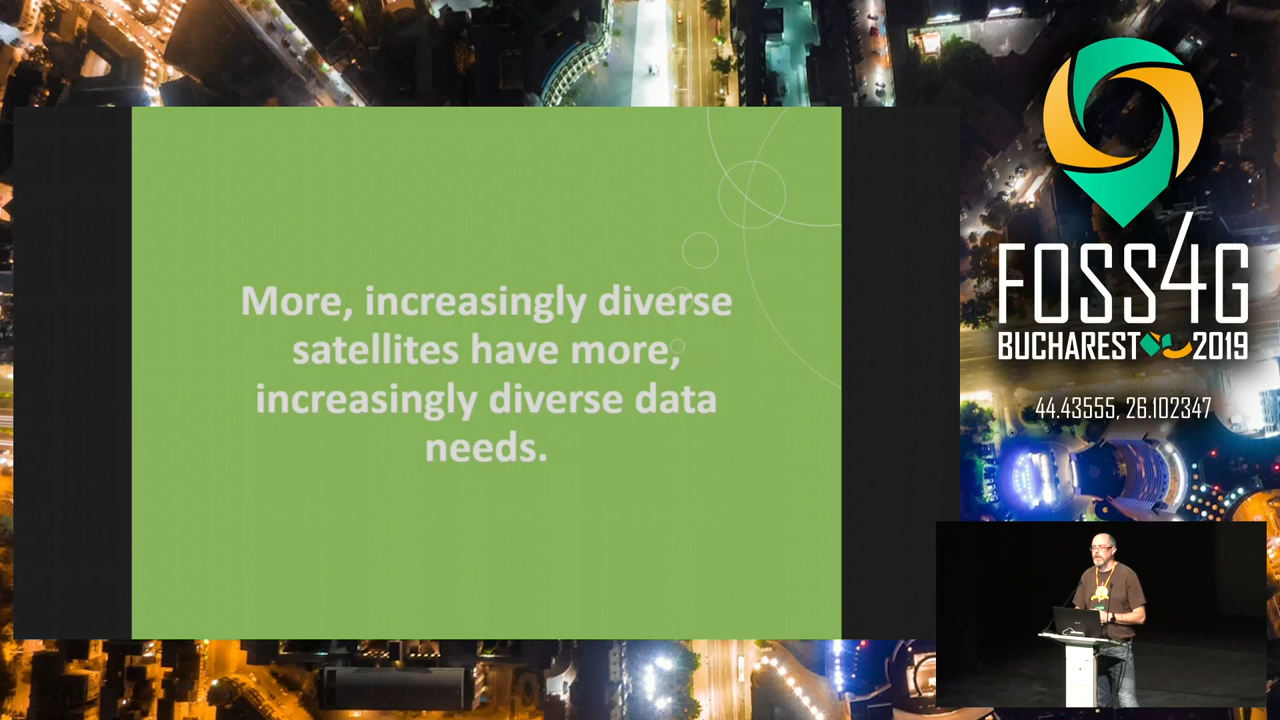 More, increasingly diverse
satellites have more,
increasingly diverse data
needs.
FOSS4G
BUCHAREST 2019
44.43555, 26.102347